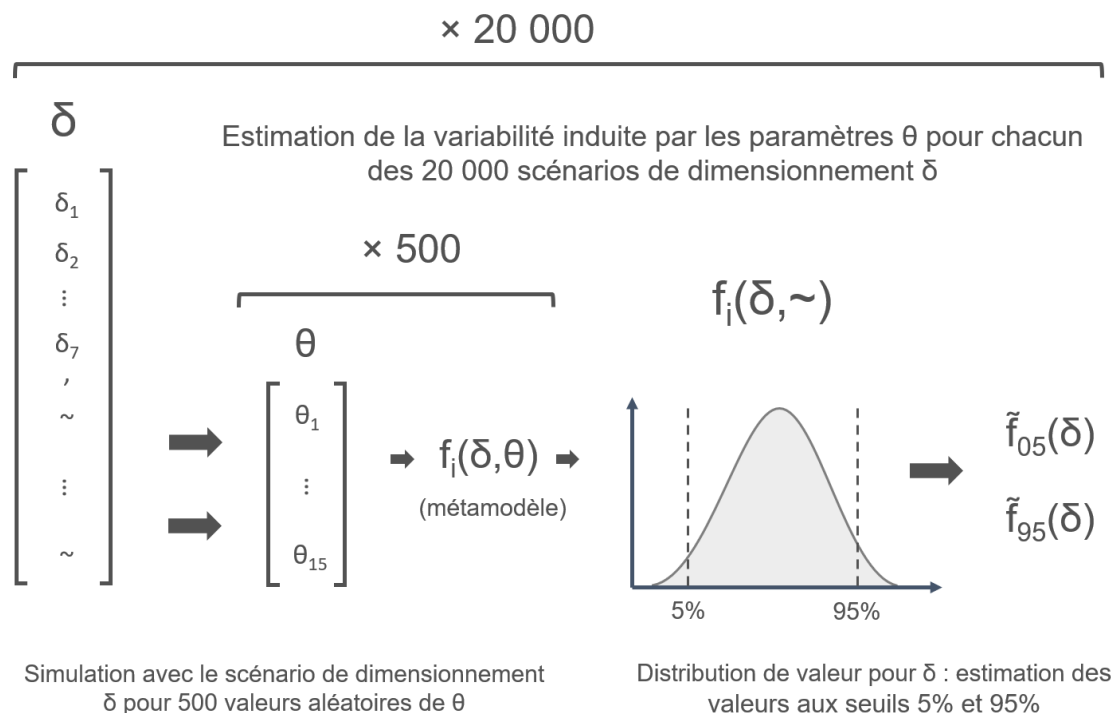 × 20 000
δ
Estimation de la variabilité induite par les paramètres θ pour chacun
des 20 000 scénarios de dimensionnement δ
δ₁
δ₂
⋮
δ₇
,
~
⋮
~
× 500
θ
θ₁
⋮
θ₁₅
fᵢ(δ,θ)
(métamodèle)
fᵢ(δ,~)
5%
95%
f̃₀₅(δ)
f̃₉₅(δ)
Simulation avec le scénario de dimensionnement
δ pour 500 valeurs aléatoires de θ
Distribution de valeur pour δ : estimation des
valeurs aux seuils 5% et 95%